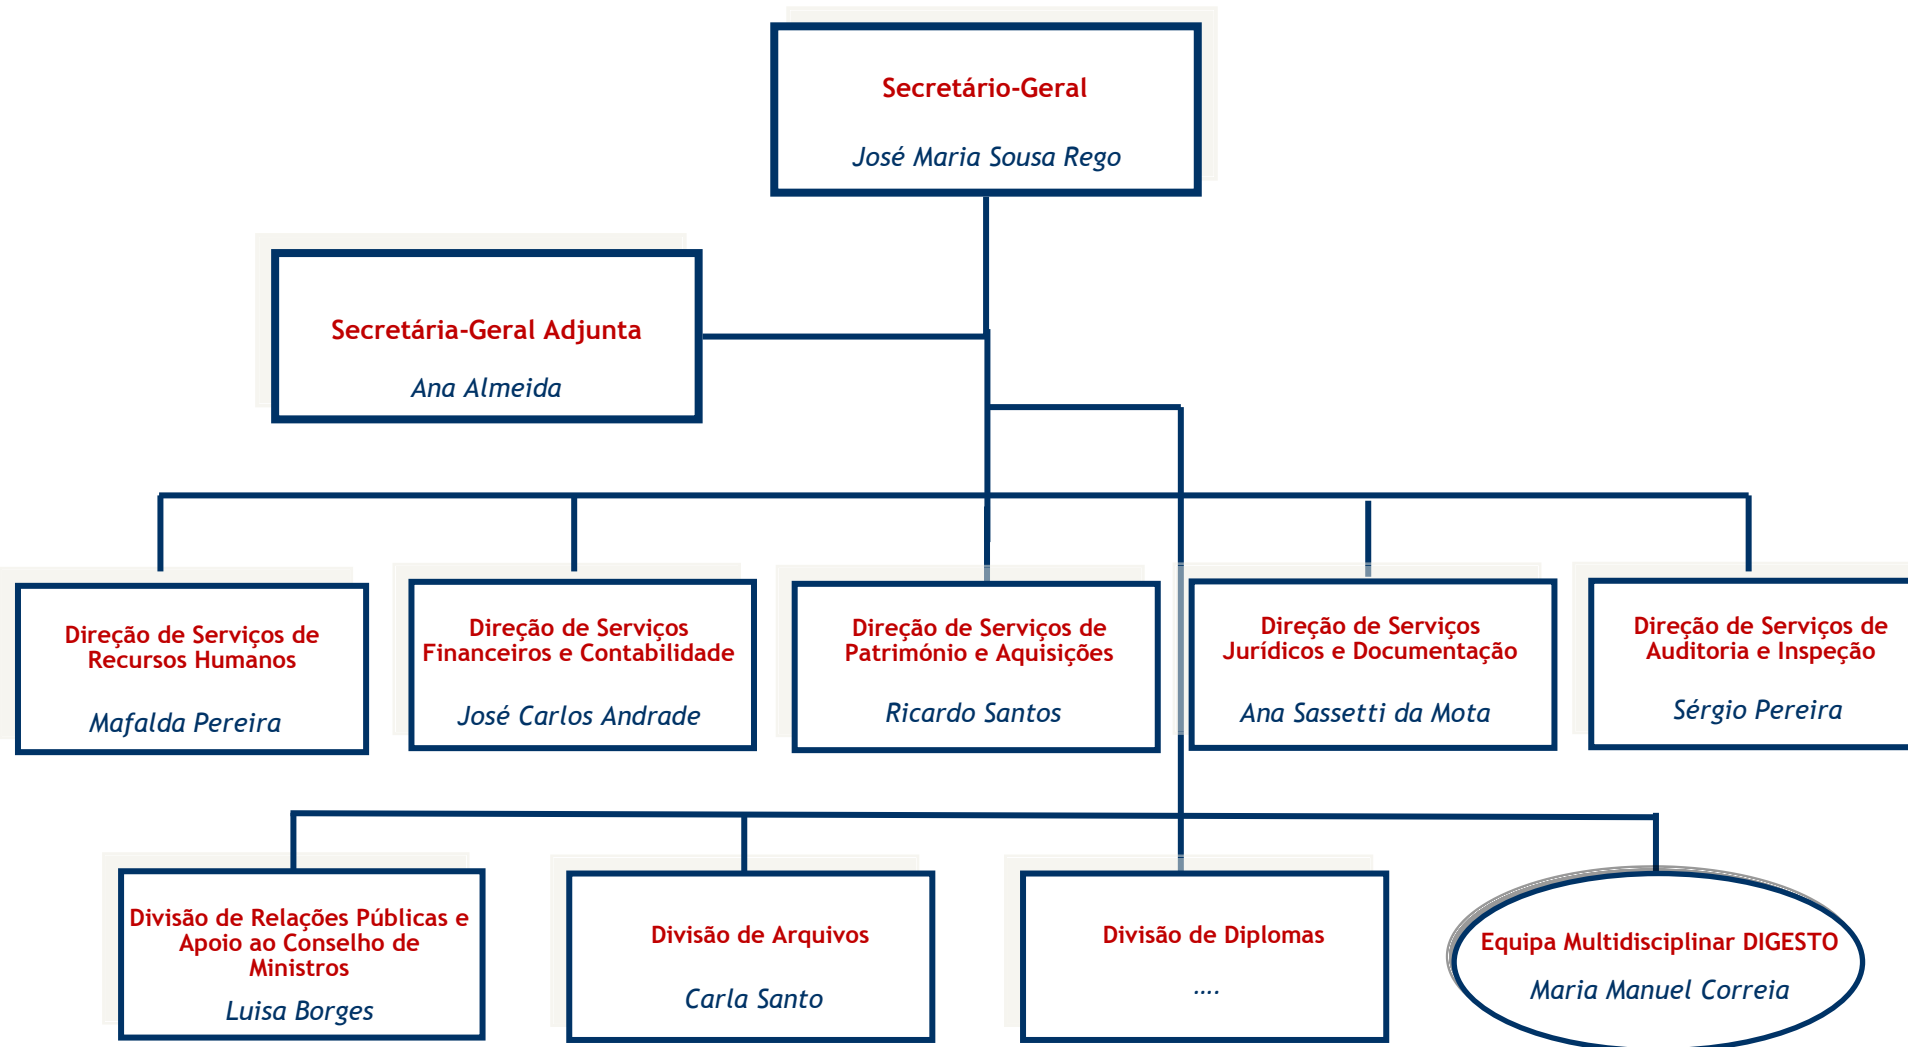 Secretário-Geral
José Maria Sousa Rego
Secretária-Geral Adjunta
Ana Almeida
Direção de Serviços de
Recursos Humanos
Mafalda Pereira
Direção de Serviços
Financeiros e Contabilidade
José Carlos Andrade
Direção de Serviços de
Património e Aquisições
Ricardo Santos
Direção de Serviços
Jurídicos e Documentação
Ana Sassetti da Mota
Direção de Serviços de
Auditoria e Inspeção
Sérgio Pereira
Divisão de Relações Públicas e
Apoio ao Conselho de
Ministros
Luisa Borges
Divisão de Arquivos
Carla Santo
Divisão de Diplomas
....
Equipa Multidisciplinar DIGESTO
Maria Manuel Correia